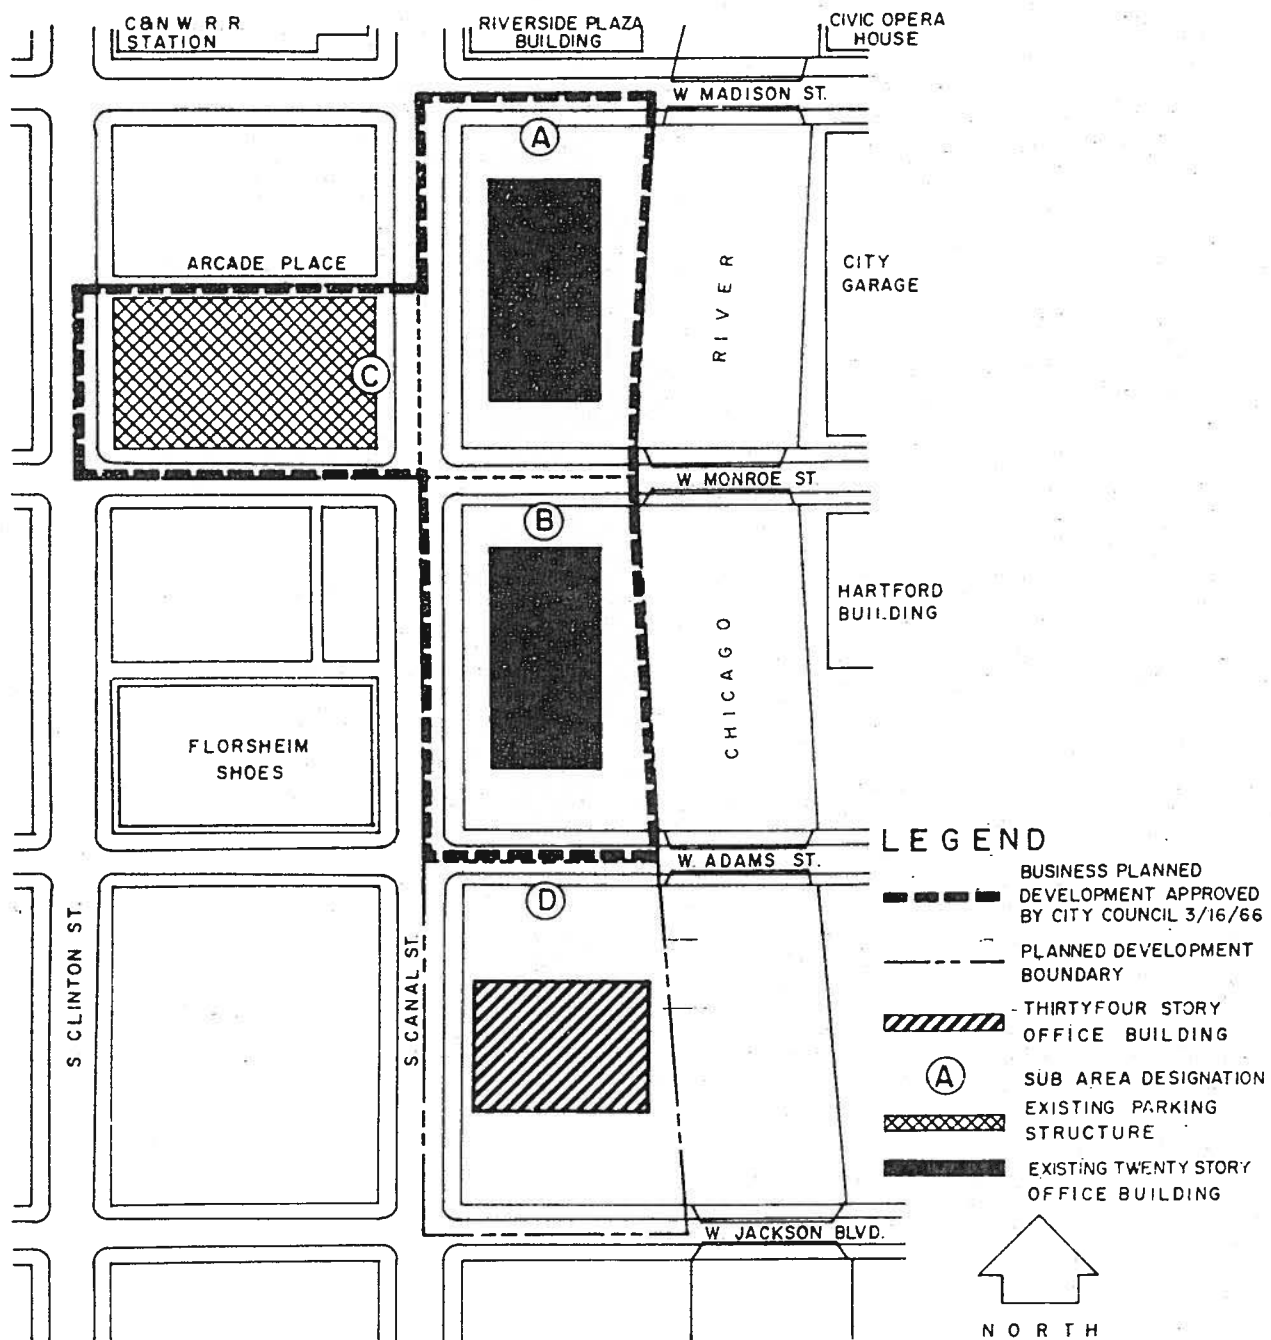 C&N W R.R.
STATION
RIVERSIDE PLAZA
BUILDING
CIVIC OPERA
HOUSE
W MADISON ST.
A
ARCADE PLACE
C
RIVER
CITY
GARAGE
W. MONROE ST.
B
HARTFORD
BUILDING
CHICAGO
FLORSHEIM
SHOES
W. ADAMS ST.
D
S CLINTON ST.
S CANAL ST.
W. JACKSON BLVD.
LEGEND
BUSINESS PLANNED
DEVELOPMENT APPROVED
BY CITY COUNCIL 3/16/66
PLANNED DEVELOPMENT
BOUNDARY
THIRTYFOUR STORY
OFFICE BUILDING
A
SUB AREA DESIGNATION
EXISTING PARKING
STRUCTURE
EXISTING TWENTY STORY
OFFICE BUILDING
NORTH